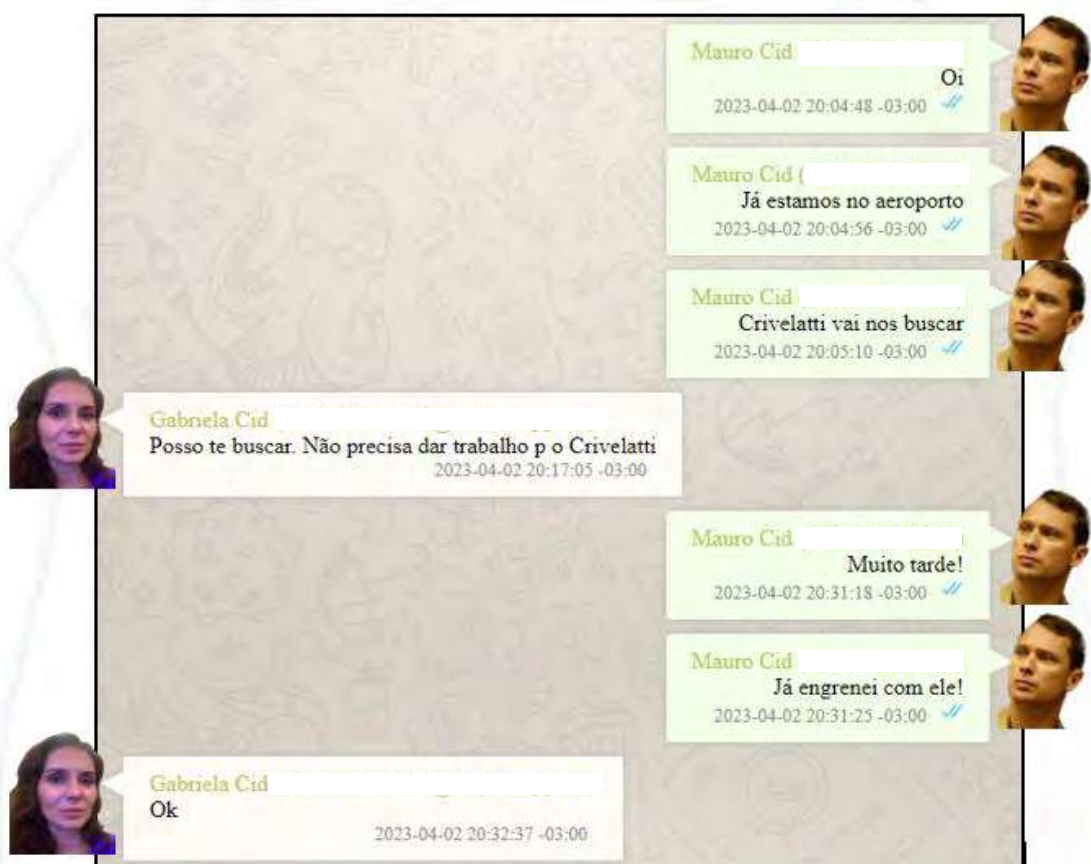 Mauro Cid
Oi
2023-04-02 20:04:48 -03:00
Mauro Cid (
Já estamos no aeroporto
2023-04-02 20:04:56 -03:00
Mauro Cid
Crivelatti vai nos buscar
2023-04-02 20:05:10 -03:00
Gabriela Cid
Posso te buscar. Não precisa dar trabalho p o Crivelatti
2023-04-02 20:17:05 -03:00
Mauro Cid
Muito tarde!
2023-04-02 20:31:18 -03:00
Mauro Cid
Já engrenei com ele!
2023-04-02 20:31:25 -03:00
Gabriela Cid
Ok
2023-04-02 20:32:37 -03:00